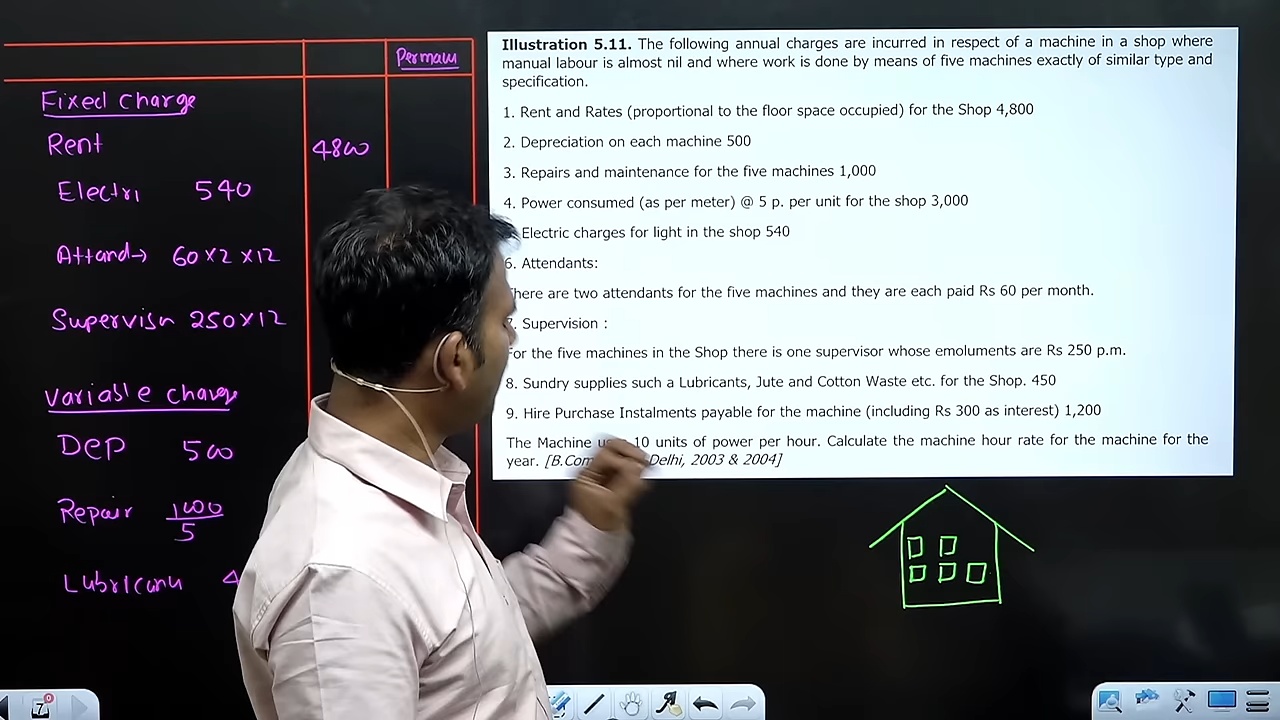 Per mam
Fixed Charge
Rent 4800
Electri 540
Attand→ 60×2×12
Supervisn 250×12
Variable charge
Dep 500
Repair 1000
5
Lubricanu 4
Illustration 5.11. The following annual charges are incurred in respect of a machine in a shop where
manual labour is almost nil and where work is done by means of five machines exactly of similar type and
specification.
1. Rent and Rates (proportional to the floor space occupied) for the Shop 4,800
2. Depreciation on each machine 500
3. Repairs and maintenance for the five machines 1,000
4. Power consumed (as per meter) @ 5 p. per unit for the shop 3,000
Electric charges for light in the shop 540
6. Attendants:
There are two attendants for the five machines and they are each paid Rs 60 per month.
7. Supervision :
For the five machines in the Shop there is one supervisor whose emoluments are Rs 250 p.m.
8. Sundry supplies such a Lubricants, Jute and Cotton Waste etc. for the Shop. 450
9. Hire Purchase Instalments payable for the machine (including Rs 300 as interest) 1,200
The Machine 10 units of power per hour. Calculate the machine hour rate for the machine for the
year. [B.Com Delhi, 2003 & 2004]
7
0